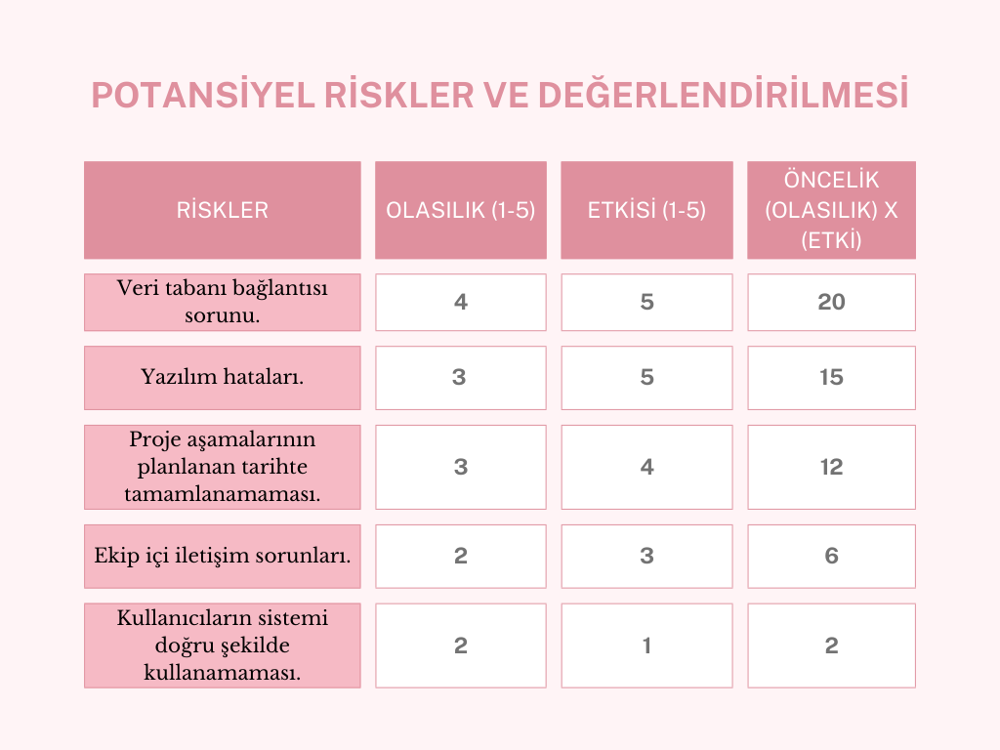 POTANSİYEL RİSKLER VE DEĞERLENDİRİLMESİ
RİSKLER
OLASILIK (1-5)
ETKİSİ (1-5)
ÖNCELİK
(OLASILIK) X
(ETKİ)
Veri tabanı bağlantısı
sorunu.
4
5
20
Yazılım hataları.
3
5
15
Proje aşamalarının
planlanan tarihte
tamamlanamaması.
3
4
12
Ekip içi iletişim sorunları.
2
3
6
Kullanıcıların sistemi
doğru şekilde
kullanamaması.
2
1
2